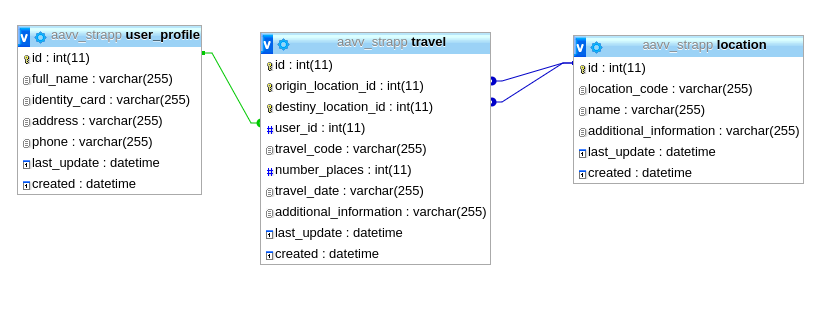 aavv_strapp user_profile
id : int(11)
full_name : varchar(255)
identity_card : varchar(255)
address : varchar(255)
phone : varchar(255)
last_update : datetime
created : datetime
aavv_strapp travel
id : int(11)
origin_location_id : int(11)
destiny_location_id : int(11)
user_id : int(11)
travel_code : varchar(255)
number_places : int(11)
travel_date : varchar(255)
additional_information : varchar(255)
last_update : datetime
created : datetime
aavv_strapp location
id : int(11)
location_code : varchar(255)
name : varchar(255)
additional_information : varchar(255)
last_update : datetime
created : datetime